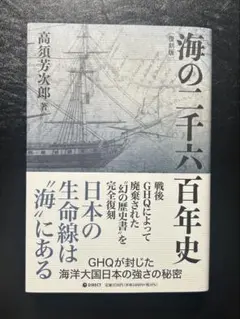 海の二千六百年史
復刻版
高須芳次郎 著
戦後
GHQによって
廃棄された
“幻の歴史書”を
完全復刻
日本の
生命線は
“海”にある
GHQが封じた
海洋大国日本の強さの秘密